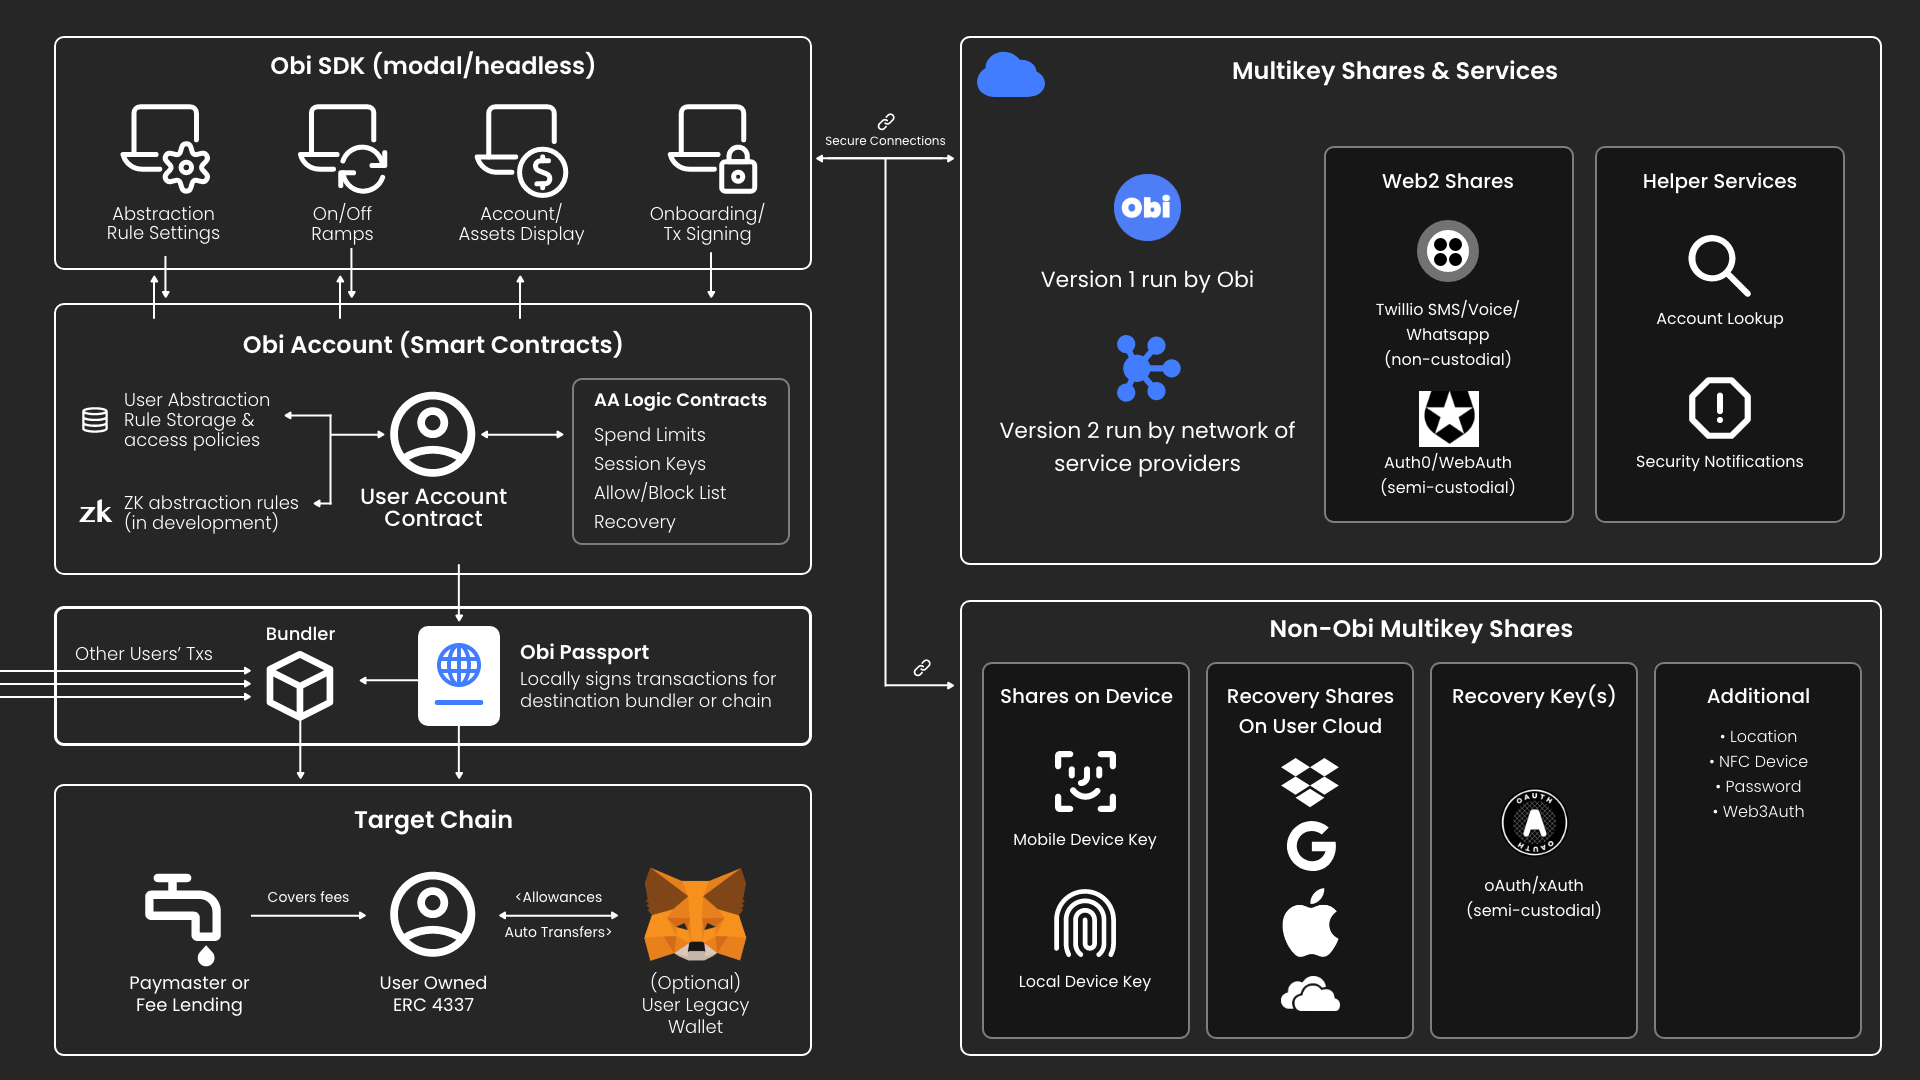 Obi SDK (modal/headless)
Abstraction
Rule Settings
On/Off
Ramps
Account/
Assets Display
Onboarding/
Tx Signing
Secure Connections
Obi Account (Smart Contracts)
User Abstraction
Rule Storage &
access policies
zk
ZK abstraction rules
(in development)
User Account
Contract
AA Logic Contracts
Spend Limits
Session Keys
Allow/Block List
Recovery
Other Users’ Txs
Bundler
Obi Passport
Locally signs transactions for
destination bundler or chain
Target Chain
Covers fees
<Allowances
Auto Transfers>
Paymaster or
Fee Lending
User Owned
ERC 4337
(Optional)
User Legacy
Wallet
Multikey Shares & Services
Obi
Version 1 run by Obi
Version 2 run by network of
service providers
Web2 Shares
Twillio SMS/Voice/
Whatsapp
(non-custodial)
Auth0/WebAuth
(semi-custodial)
Helper Services
Account Lookup
Security Notifications
Non-Obi Multikey Shares
Shares on Device
Mobile Device Key
Local Device Key
Recovery Shares
On User Cloud
G
Recovery Key(s)
OAUTH
A
OAUTH
oAuth/xAuth
(semi-custodial)
Additional
• Location
• NFC Device
• Password
• Web3Auth